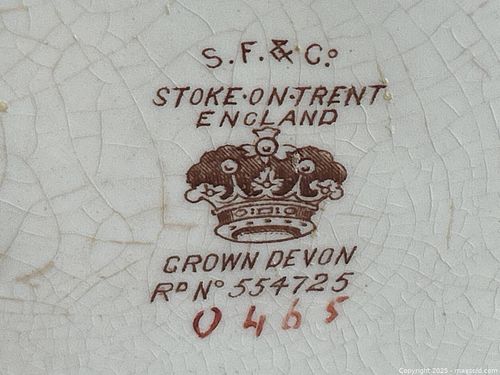 S. F. & Co.
STOKE·ON·TRENT
ENGLAND
CROWN DEVON
RD No 554725
0465
Copyright 2025 - maxsold.com